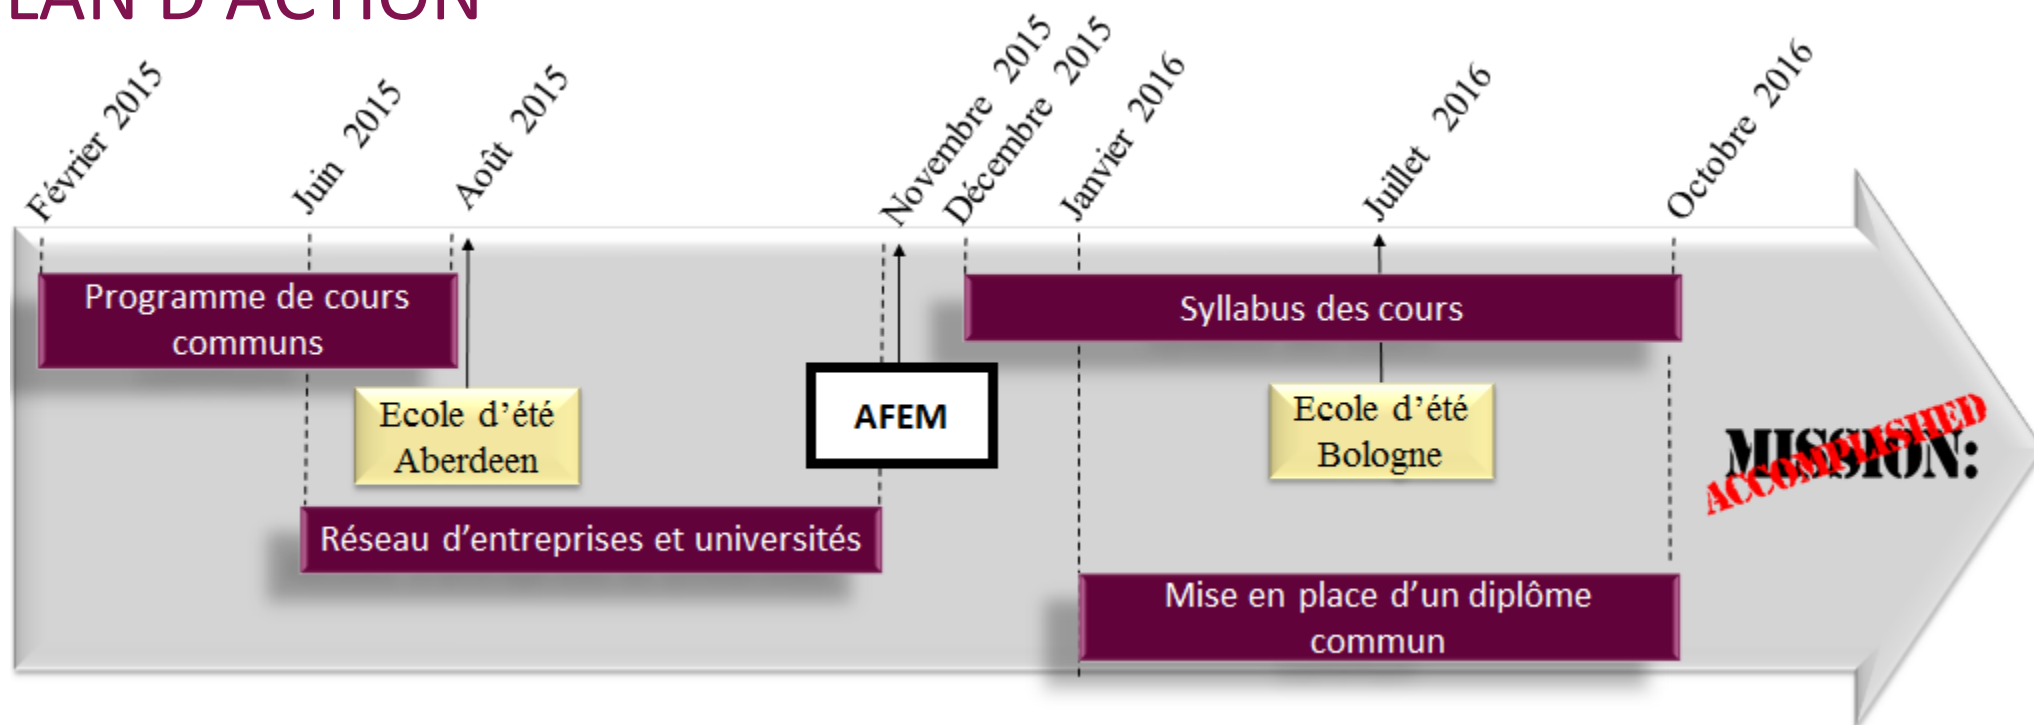 LAN D'ACTION
Février 2015
Juin 2015
Août 2015
Novembre 2015
Décembre 2015
Janvier 2016
Juillet 2016
Octobre 2016
Programme de cours
communs
Syllabus des cours
Ecole d'été
Aberdeen
AFEM
Ecole d'été
Bologne
MISSION:
ACCOMPLISHED
Réseau d'entreprises et universités
Mise en place d'un diplôme
commun